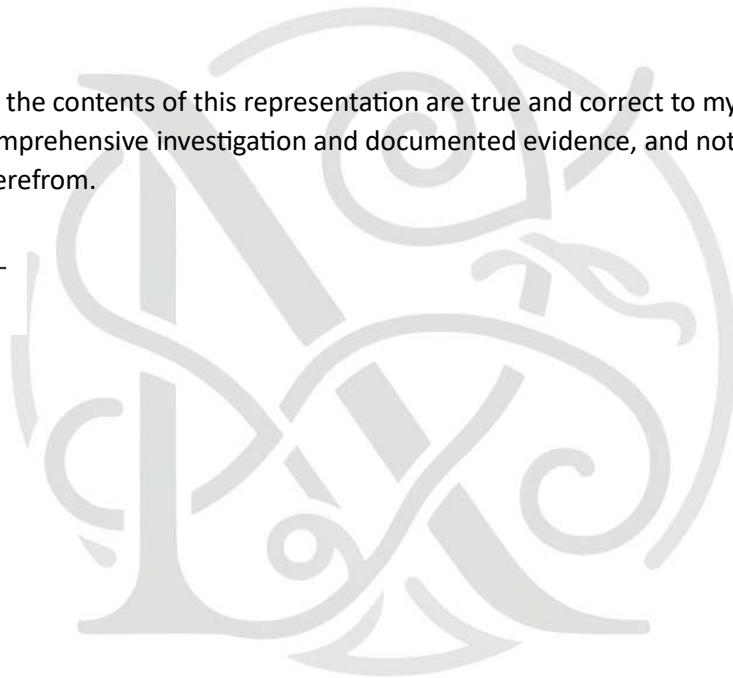 the contents of this representation are true and correct to my
mprehensive investigation and documented evidence, and not
erefrom.